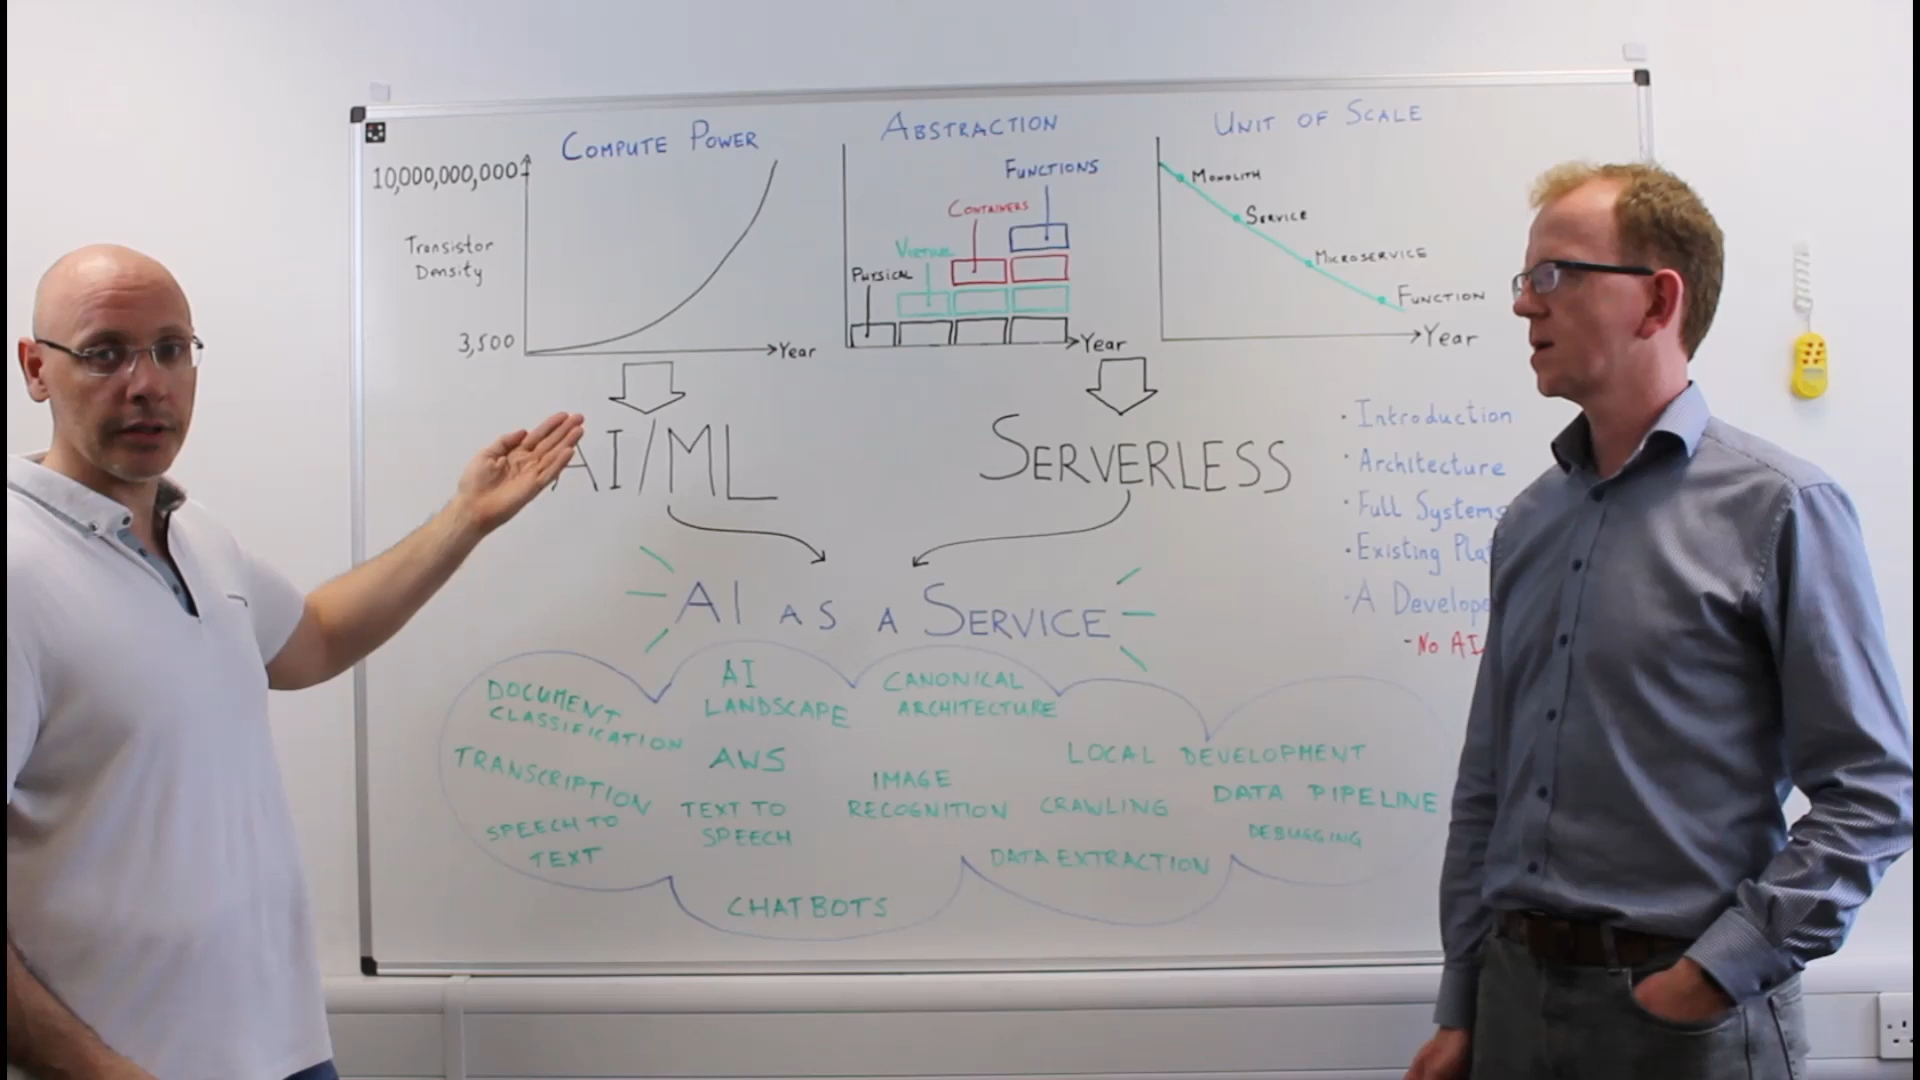 COMPUTE POWER
10,000,000,000
Transistor
Density
3,500
Year
ABSTRACTION
FUNCTIONS
CONTAINERS
VIRTUAL
PHYSICAL
Year
UNIT OF SCALE
MONOLITH
SERVICE
MICROSERVICE
FUNCTION
Year
AI/ML
SERVERLESS
AI AS A SERVICE
• Introduction
• Architecture
• Full Systems
• Existing
• A
- No AI
DOCUMENT
CLASSIFICATION
TRANSCRIPTION
SPEECH TO
TEXT
AI
LANDSCAPE
AWS
TEXT TO
SPEECH
CANONICAL
ARCHITECTURE
IMAGE
RECOGNITION
CRAWLING
LOCAL DEVELOPMENT
DATA PIPELINE
DEBUGGING
DATA EXTRACTION
CHATBOTS